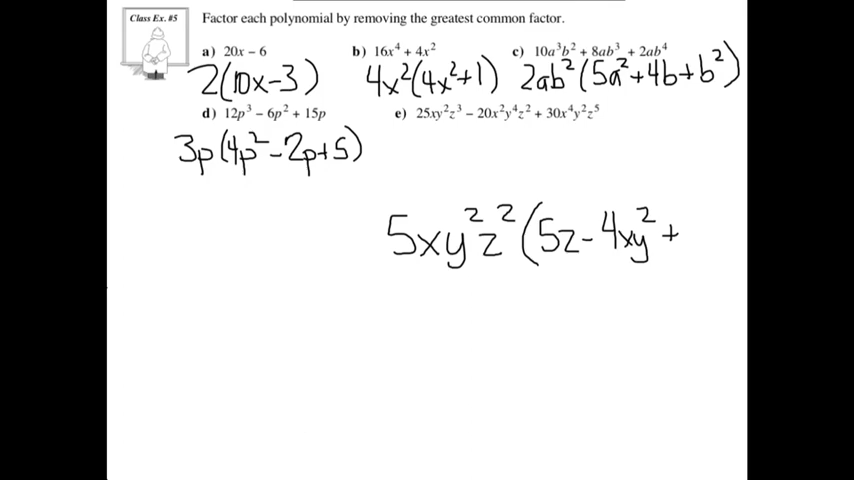 Class Ex. #5
Factor each polynomial by removing the greatest common factor.
a) 20x − 6 b) 16x⁴ + 4x² c) 10a³b² + 8ab³ + 2ab⁴
2(10x-3) 4x²(4x²+1) 2ab²(5a²+4b+b²)
d) 12p³ − 6p² + 15p e) 25xy²z³ − 20x²y⁴z² + 30x⁴y²z⁵
3p(4p²-2p+5)
5xy²z²(5z-4xy²+